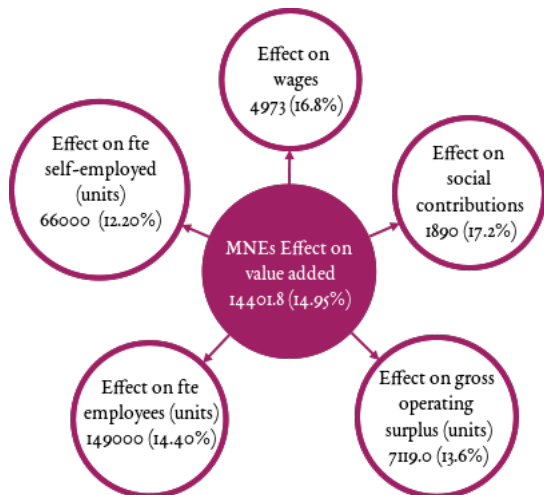 Effect on
wages
4973 (16.8%)
Effect on fte
self-employed
(units)
66000 (12.20%)
Effect on
social
contributions
1890 (17.2%)
MNEs Effect on
value added
14401.8 (14.95%)
Effect on fte
employees (units)
149000 (14.40%)
Effect on gross
operating
surplus (units)
7119.0 (13.6%)